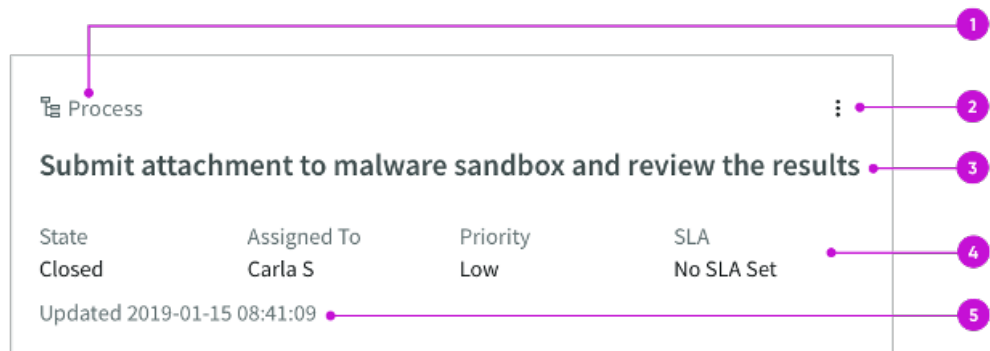 1
Process
2
Submit attachment to malware sandbox and review the results
3
State Assigned To Priority SLA
Closed Carla S Low No SLA Set
4
Updated 2019-01-15 08:41:09
5